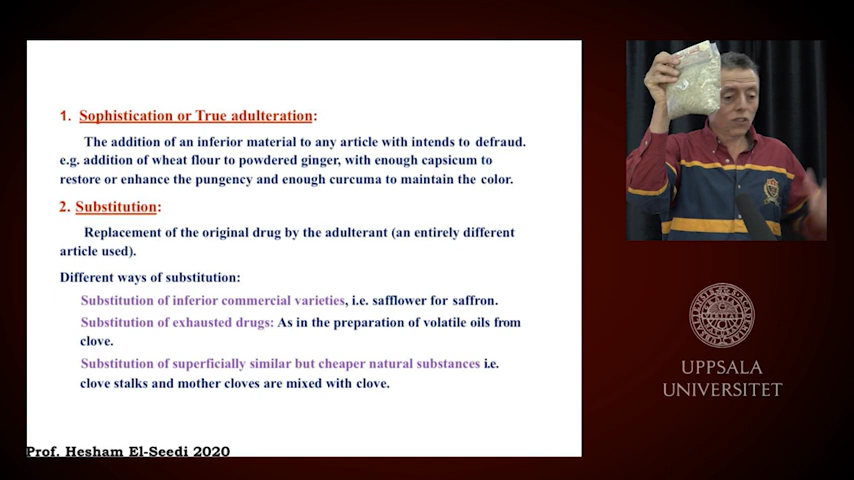 1. Sophistication or True adulteration:
The addition of an inferior material to any article with intends to defraud.
e.g. addition of wheat flour to powdered ginger, with enough capsicum to
restore or enhance the pungency and enough curcuma to maintain the color.
2. Substitution:
Replacement of the original drug by the adulterant (an entirely different
article used).
Different ways of substitution:
Substitution of inferior commercial varieties, i.e. safflower for saffron.
Substitution of exhausted drugs: As in the preparation of volatile oils from
clove.
Substitution of superficially similar but cheaper natural substances i.e.
clove stalks and mother cloves are mixed with clove.
Prof. Hesham El-Seedi 2020
UPPSALA
UNIVERSITET